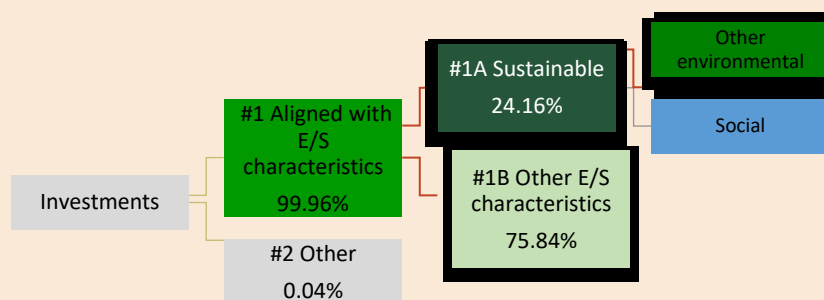 Investments
#1 Aligned with
E/S
characteristics
99.96%
#2 Other
0.04%
#1A Sustainable
24.16%
#1B Other E/S
characteristics
75.84%
Other
environmental
Social